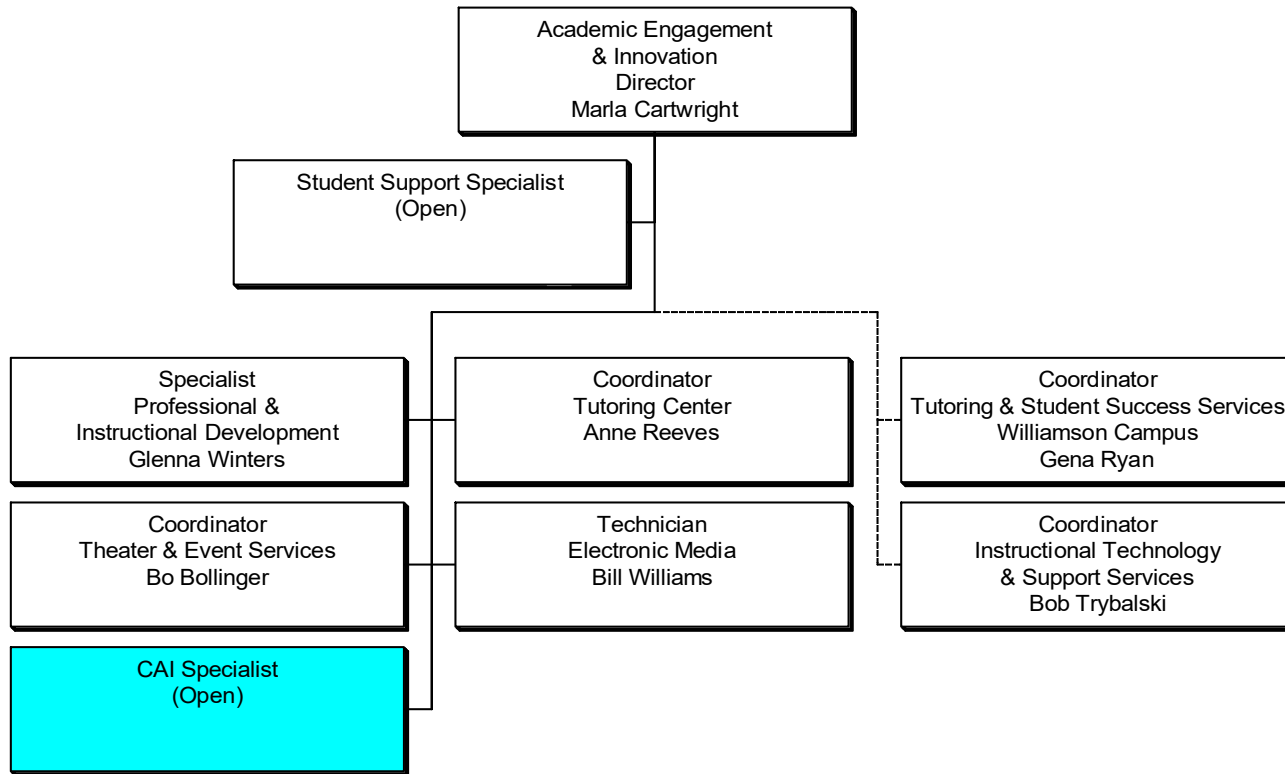 Academic Engagement
& Innovation
Director
Marla Cartwright
Student Support Specialist
(Open)
Specialist
Professional &
Instructional Development
Glenna Winters
Coordinator
Tutoring Center
Anne Reeves
Coordinator
Tutoring & Student Success Services
Williamson Campus
Gena Ryan
Coordinator
Theater & Event Services
Bo Bollinger
Technician
Electronic Media
Bill Williams
Coordinator
Instructional Technology
& Support Services
Bob Trybalski
CAI Specialist
(Open)